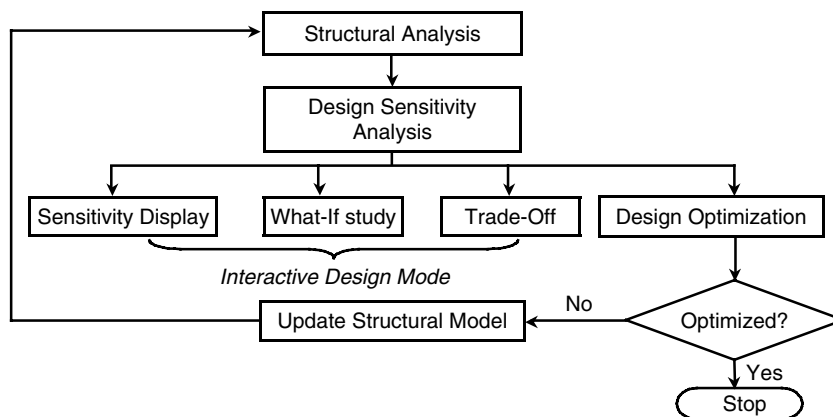 Structural Analysis
Design Sensitivity
Analysis
Sensitivity Display
What-If study
Trade-Off
Design Optimization
Interactive Design Mode
No
Update Structural Model
Optimized?
Yes
Stop